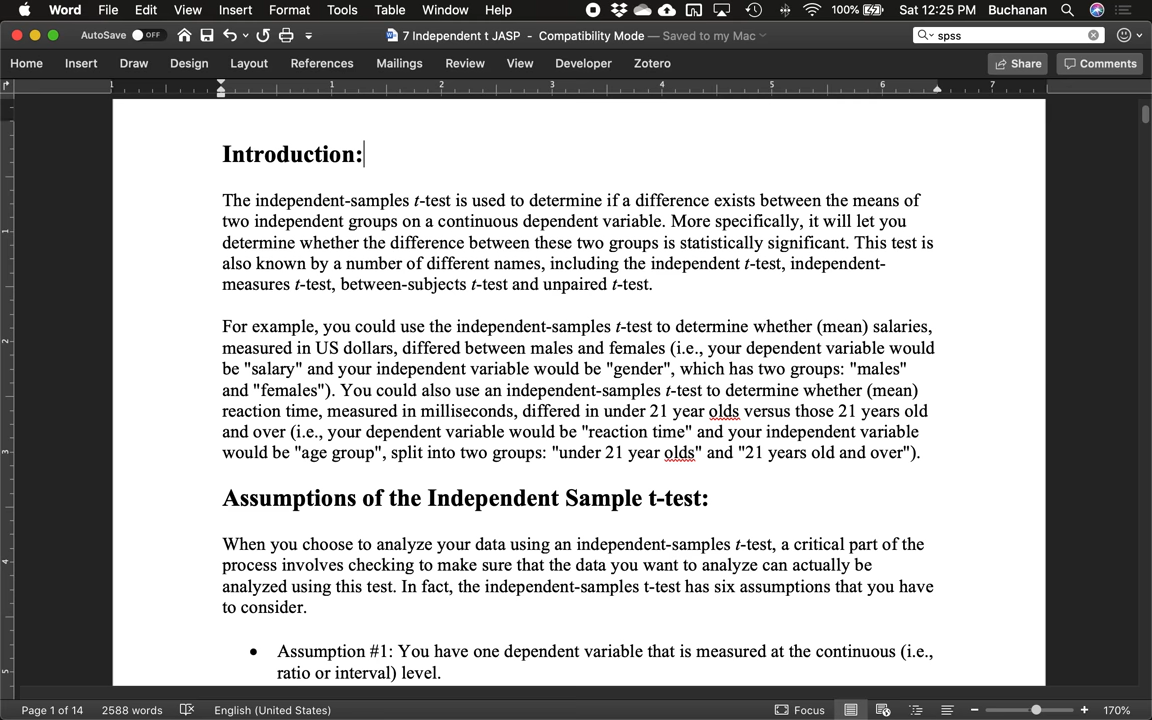 Word File Edit View Insert Format Tools Table Window Help 100% Sat 12:25 PM Buchanan
AutoSave OFF 7 Independent t JASP - Compatibility Mode — Saved to my Mac spss
Home Insert Draw Design Layout References Mailings Review View Developer Zotero Share Comments
1 1 2 3 4 5 6 7
Introduction:
The independent-samples t-test is used to determine if a difference exists between the means of
two independent groups on a continuous dependent variable. More specifically, it will let you
determine whether the difference between these two groups is statistically significant. This test is
also known by a number of different names, including the independent t-test, independent-
measures t-test, between-subjects t-test and unpaired t-test.
For example, you could use the independent-samples t-test to determine whether (mean) salaries,
measured in US dollars, differed between males and females (i.e., your dependent variable would
be "salary" and your independent variable would be "gender", which has two groups: "males"
and "females"). You could also use an independent-samples t-test to determine whether (mean)
reaction time, measured in milliseconds, differed in under 21 year olds versus those 21 years old
and over (i.e., your dependent variable would be "reaction time" and your independent variable
would be "age group", split into two groups: "under 21 year olds" and "21 years old and over").
Assumptions of the Independent Sample t-test:
When you choose to analyze your data using an independent-samples t-test, a critical part of the
process involves checking to make sure that the data you want to analyze can actually be
analyzed using this test. In fact, the independent-samples t-test has six assumptions that you have
to consider.
• Assumption #1: You have one dependent variable that is measured at the continuous (i.e.,
ratio or interval) level.
Page 1 of 14 2588 words English (United States) Focus 170%